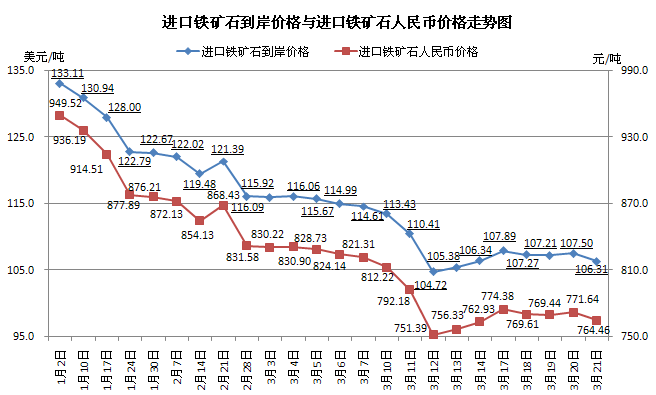 进口铁矿石到岸价格与进口铁矿石人民币价格走势图
美元/吨
进口铁矿石到岸价格
进口铁矿石人民币价格
元/吨
135.0
125.0
115.0
105.0
95.0
990.0
930.0
870.0
810.0
750.0
133.11
130.94
128.00
122.79
122.67
122.02
119.48
121.39
116.09
115.92
116.06
115.67
114.99
114.61
113.43
110.41
104.72
105.38
106.34
107.89
107.27
107.21
107.50
106.31
949.52
936.19
914.51
877.89
876.21
872.13
854.13
868.43
831.58
830.22
830.90
828.73
824.14
821.31
812.22
792.18
751.39
756.33
762.93
774.38
769.61
769.44
771.64
764.46
1月2日
1月10日
1月17日
1月24日
1月30日
2月7日
2月14日
2月21日
2月28日
3月3日
3月4日
3月5日
3月6日
3月7日
3月10日
3月11日
3月12日
3月13日
3月14日
3月17日
3月18日
3月19日
3月20日
3月21日